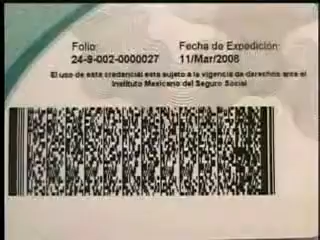 Folio: Fecha de Expedición:
24-9-002-0000027 11/Mar/2008
El uso de esta credencial esta sujeto a la vigencia de derechos ante el
Instituto Mexicano del Seguro Social